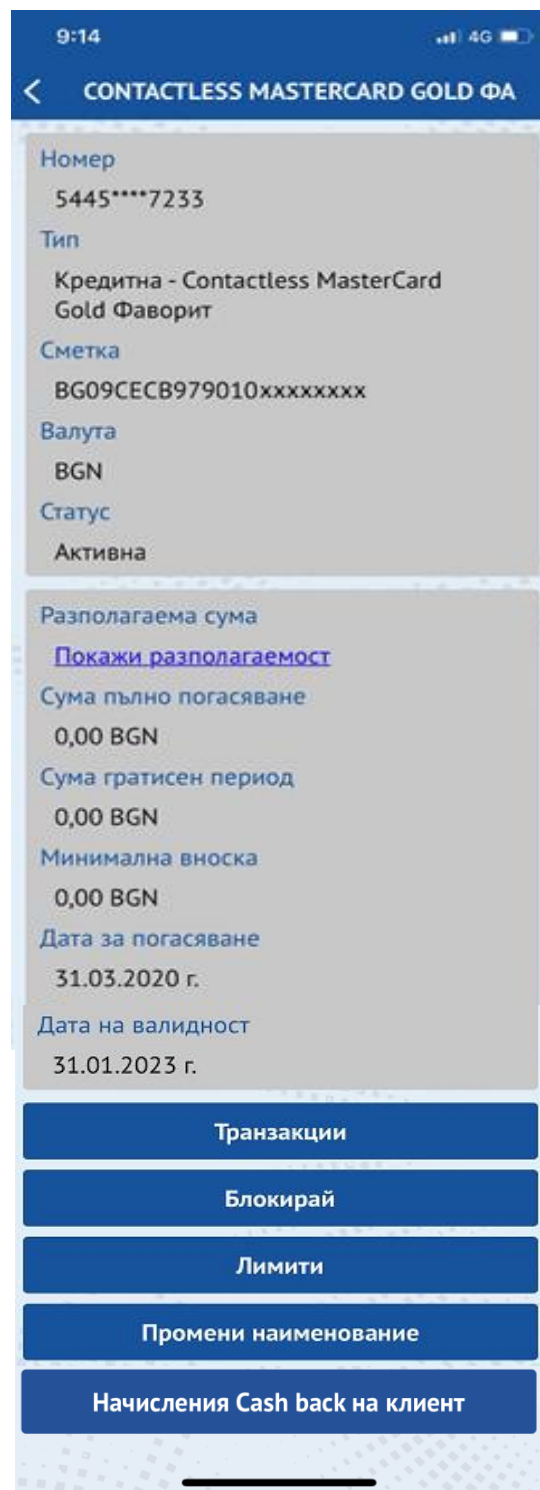 9:14
4G
CONTACTLESS MASTERCARD GOLD ФА
Номер
5445****7233
Тип
Кредитна - Contactless MasterCard
Gold Фаворит
Сметка
BG09CECB979010xxxxxxxx
Валута
BGN
Статус
Активна
Разполагаема сума
Покажи разполагаемост
Сума пълно погасяване
0,00 BGN
Сума гратисен период
0,00 BGN
Минимална вноска
0,00 BGN
Дата за погасяване
31.03.2020 г.
Дата на валидност
31.01.2023 г.
Транзакции
Блокирай
Лимити
Промени наименование
Начисления Cash back на клиент